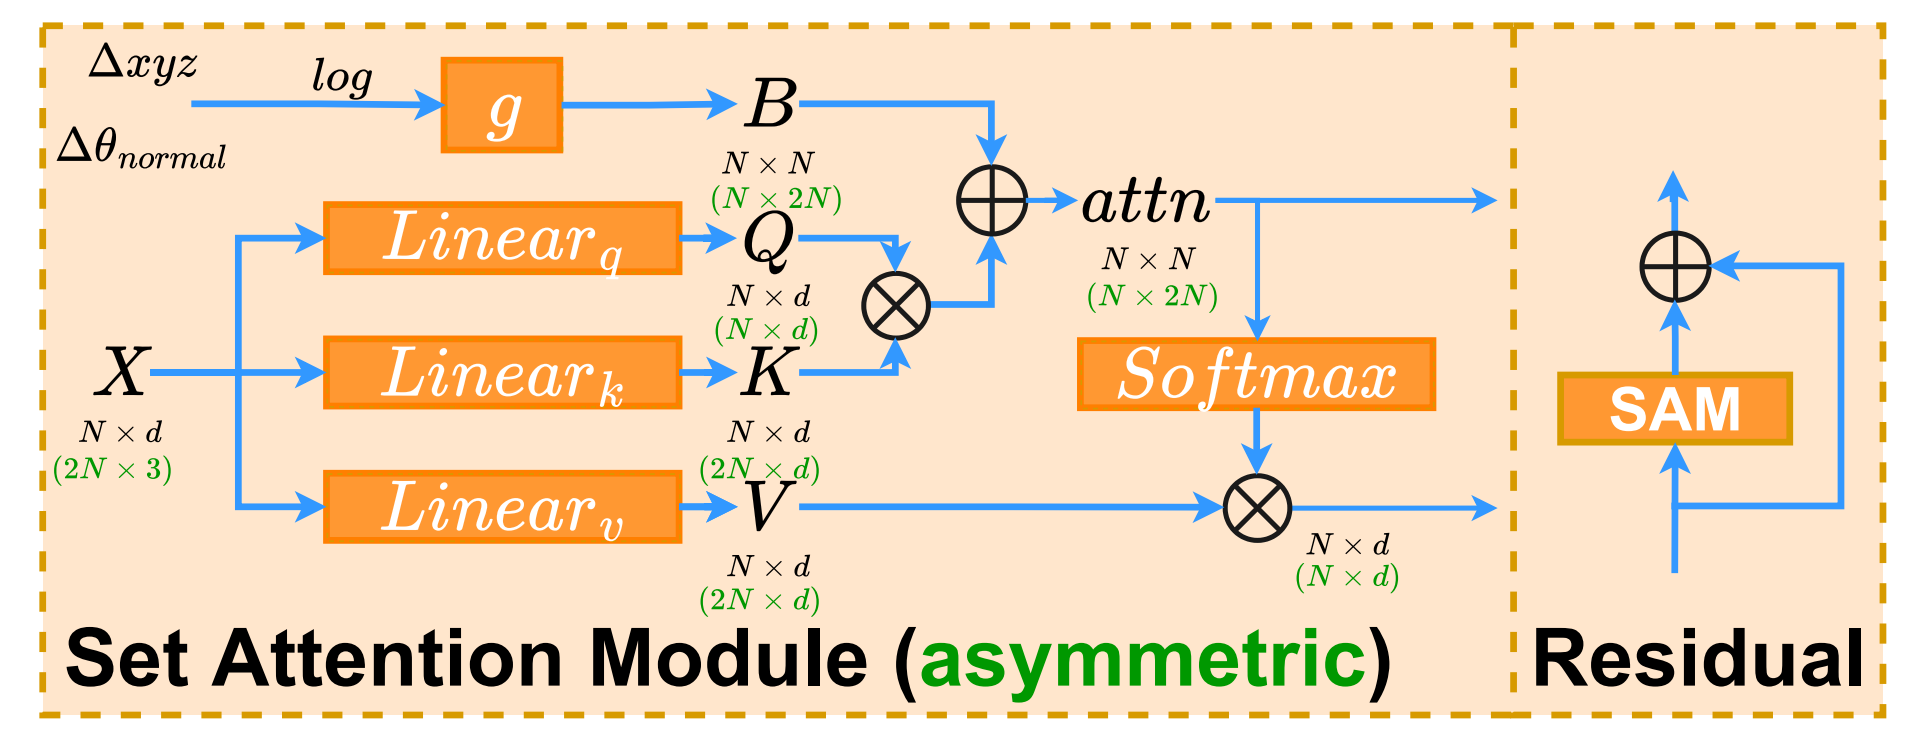 Δxyz
log
g
B
Δθ_normal
N × N
(N × 2N)
Linear_q
Q
attn
N × N
(N × 2N)
N × d
(N × d)
X
Linear_k
K
Softmax
SAM
N × d
(2N × 3)
N × d
(2N × d)
Linear_v
V
N × d
(N × d)
N × d
(2N × d)
Set Attention Module (asymmetric)
Residual